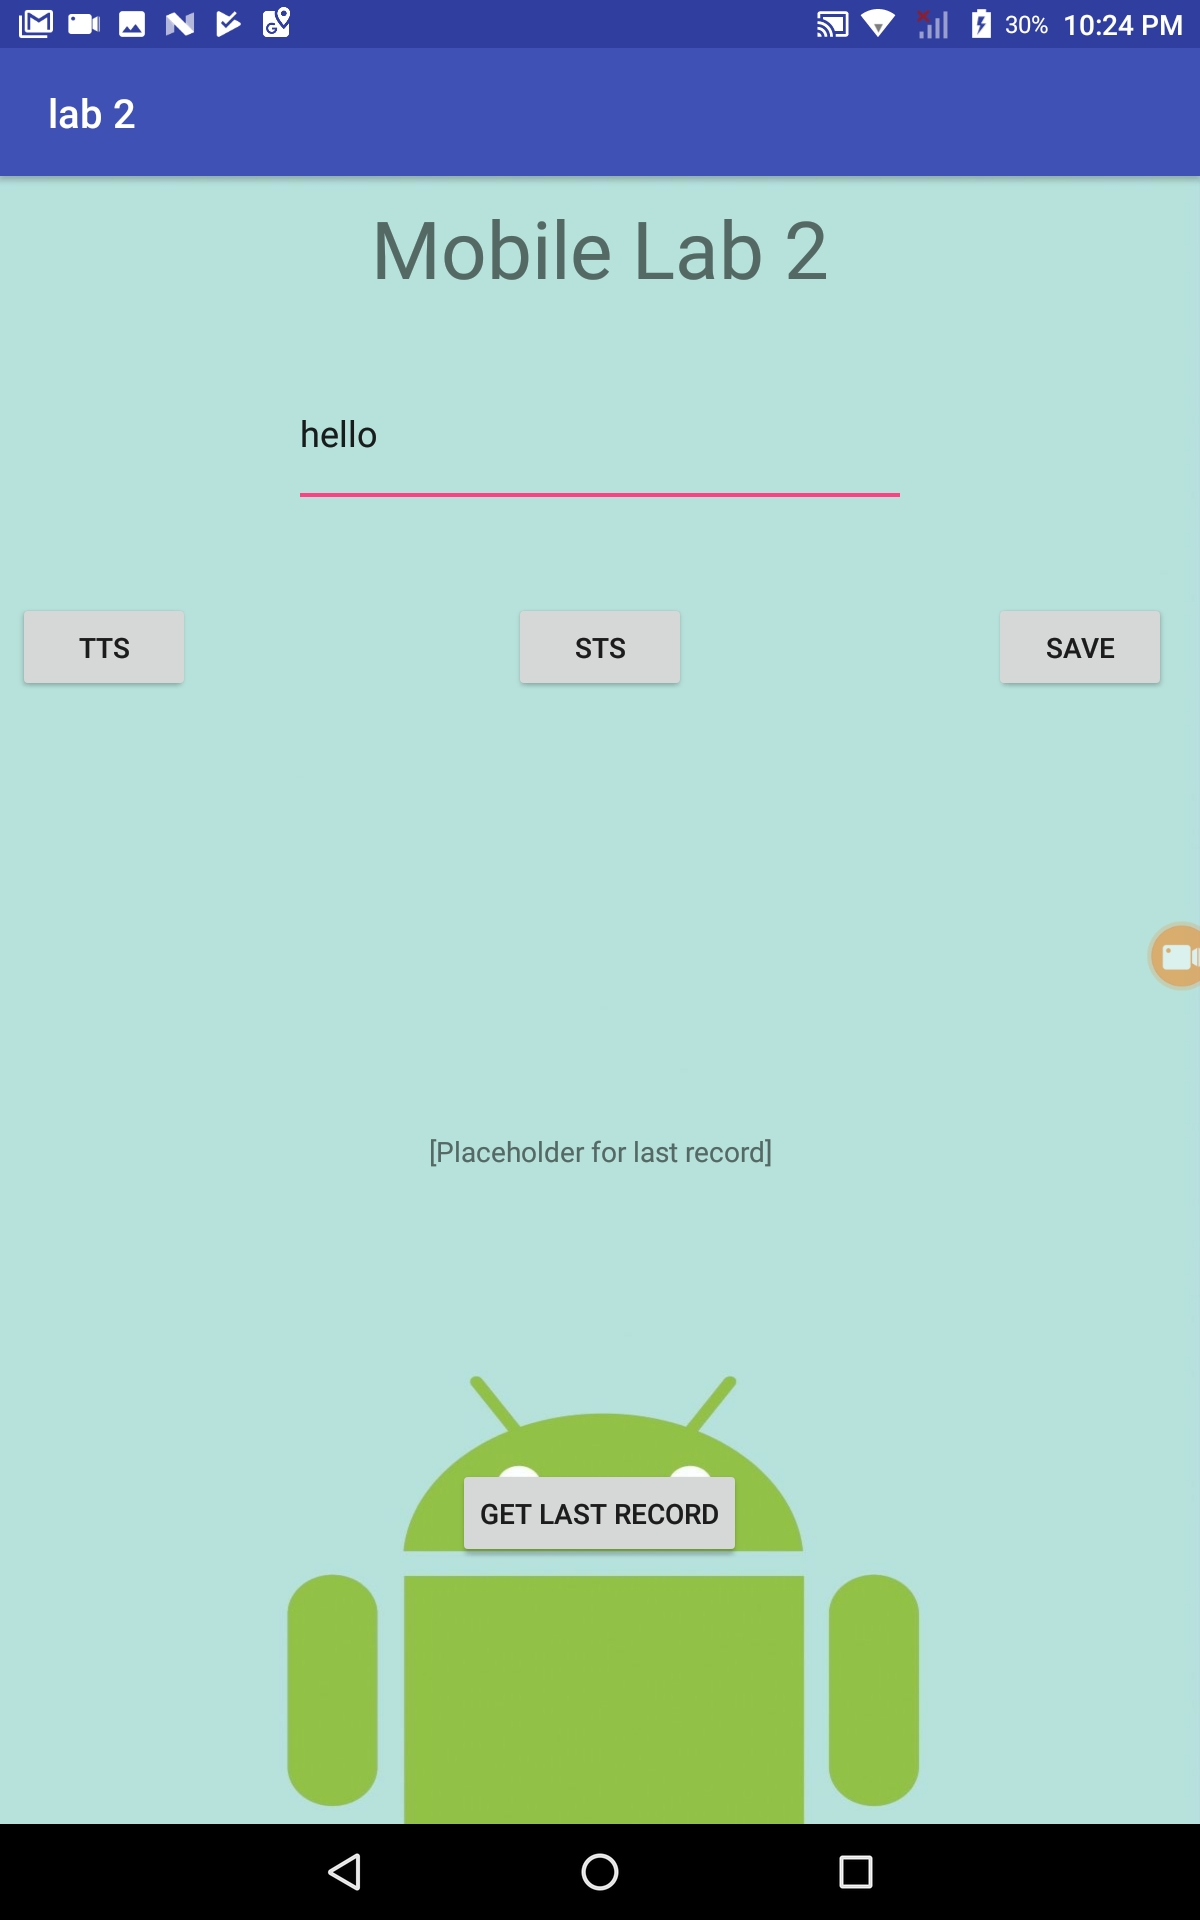 30% 10:24 PM
lab 2
Mobile Lab 2
hello
TTS STS SAVE
[Placeholder for last record]
GET LAST RECORD